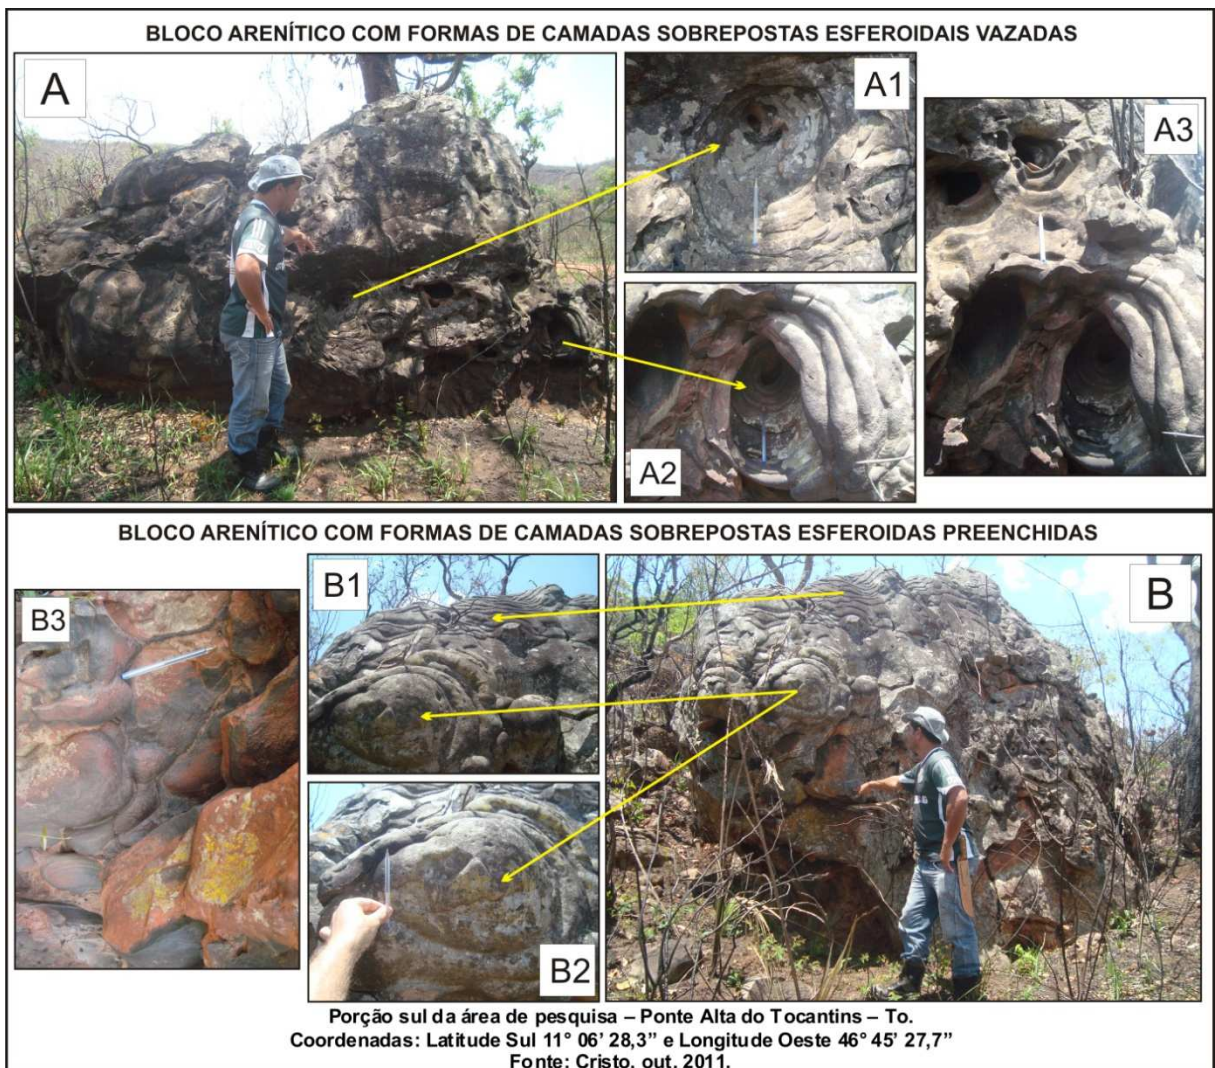 BLOCO ARENÍTICO COM FORMAS DE CAMADAS SOBREPOSTAS ESFEROIDAIS VAZADAS
A
A1
A2
A3
BLOCO ARENÍTICO COM FORMAS DE CAMADAS SOBREPOSTAS ESFEROIDAS PREENCHIDAS
B3
B1
B2
B
Porção sul da área de pesquisa – Ponte Alta do Tocantins – To.
Coordenadas: Latitude Sul 11° 06’ 28,3” e Longitude Oeste 46° 45’ 27,7”
Fonte: Cristo, out. 2011.